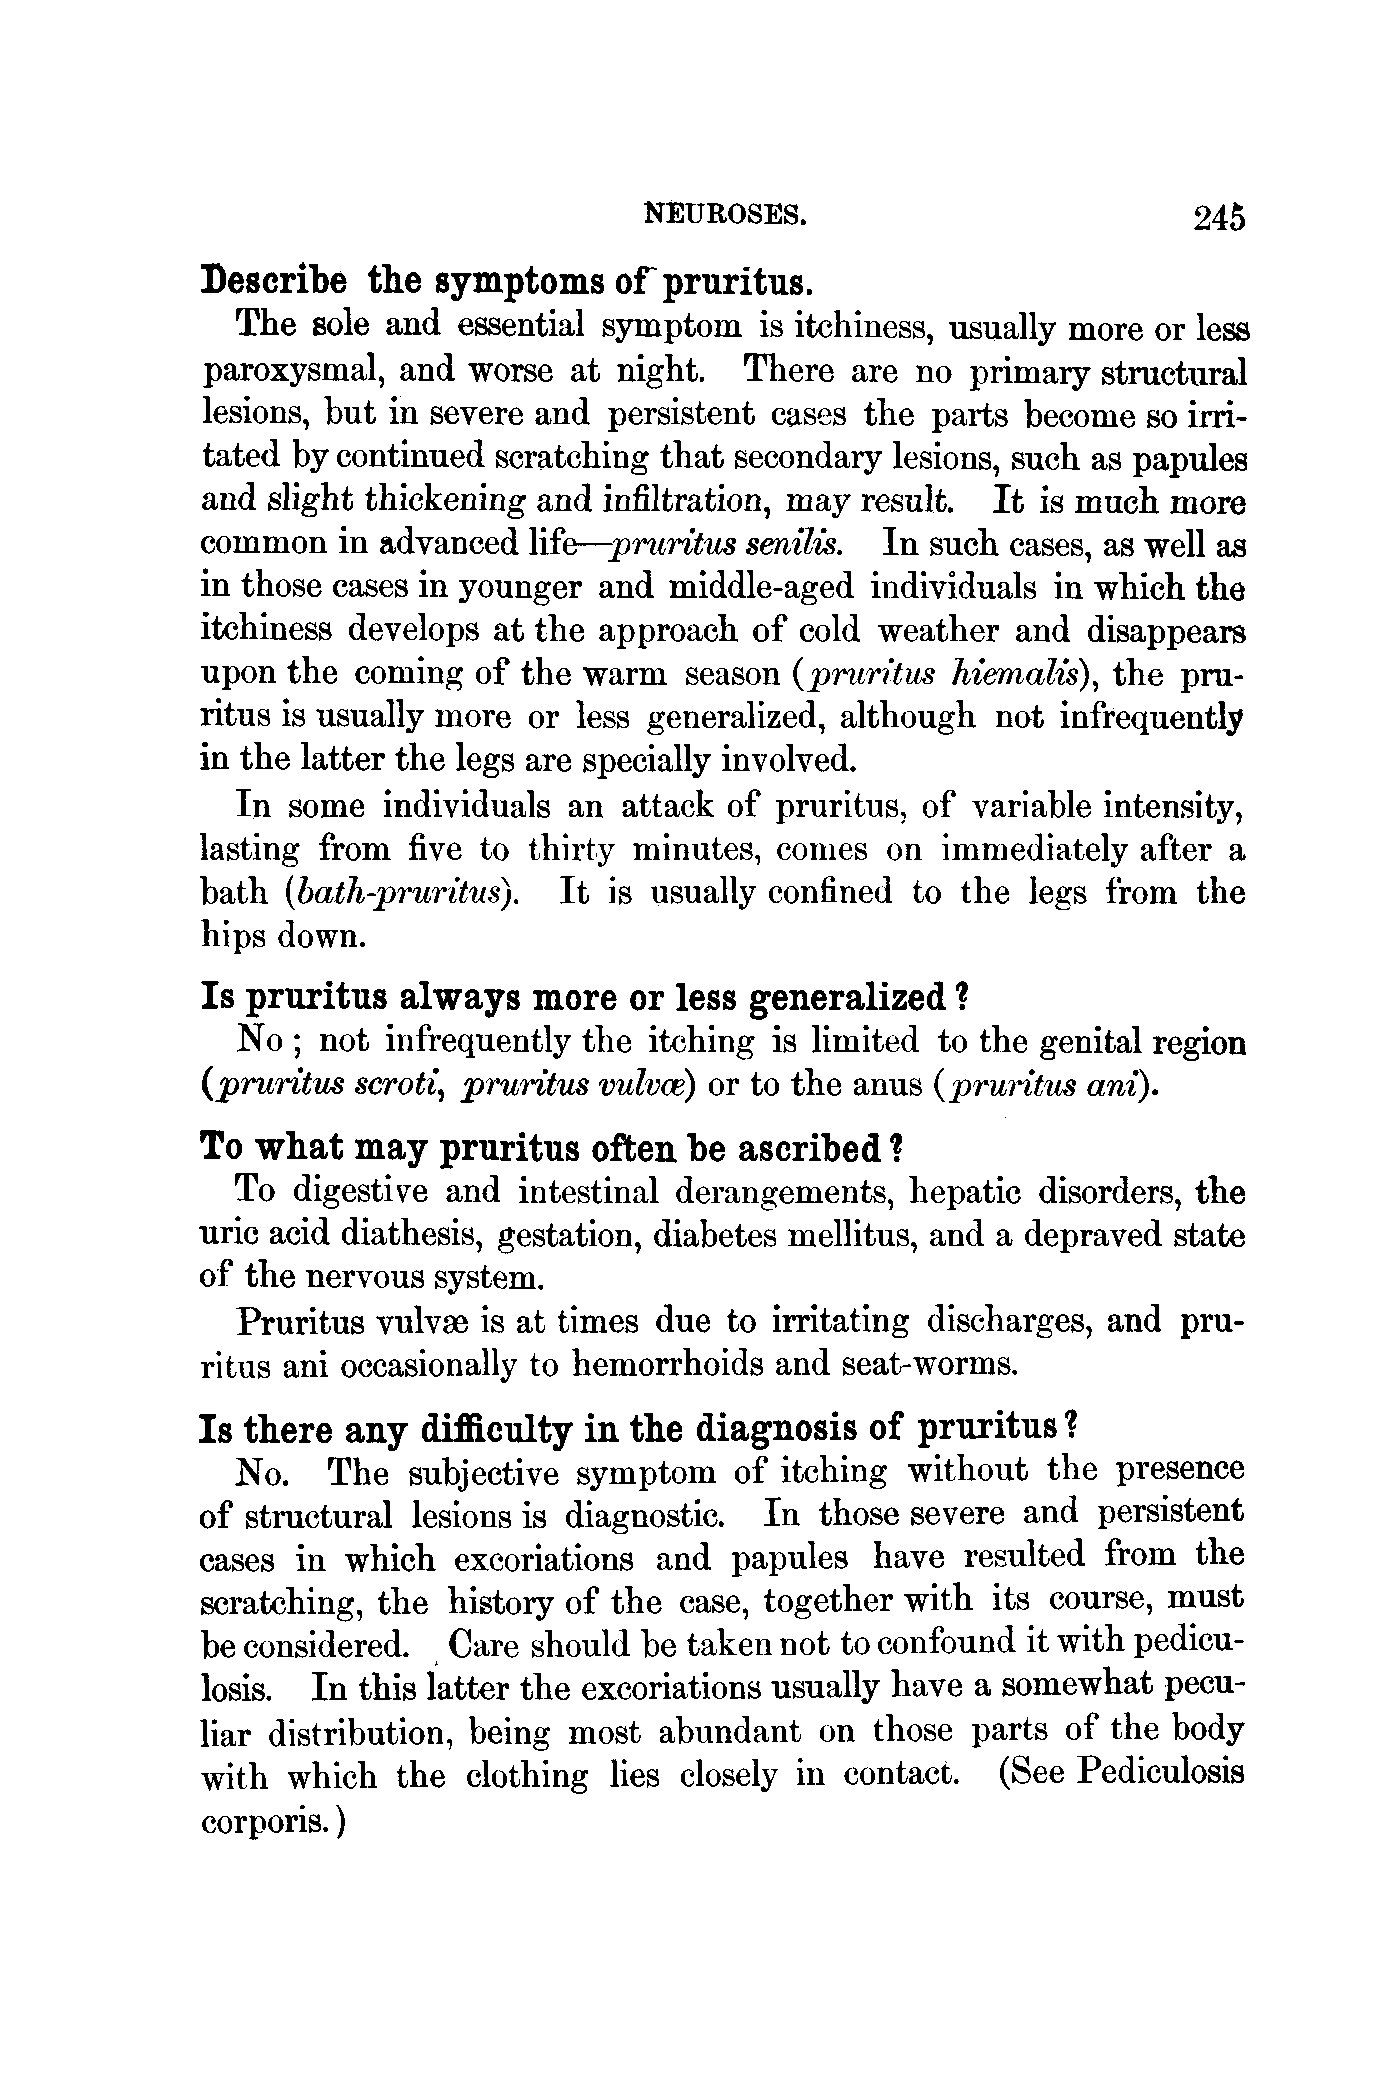 NEUROSES. 245
Describe the symptoms of pruritus.
The sole and essential symptom is itchiness, usually more or less
paroxysmal, and worse at night. There are no primary structural
lesions, but in severe and persistent cases the parts become so irri-
tated by continued scratching that secondary lesions, such as papules
and slight thickening and infiltration, may result. It is much more
common in advanced life—pruritus senilis. In such cases, as well as
in those cases in younger and middle-aged individuals in which the
itchiness develops at the approach of cold weather and disappears
upon the coming of the warm season (pruritus hiemalis), the pru-
ritus is usually more or less generalized, although not infrequently
in the latter the legs are specially involved.
In some individuals an attack of pruritus, of variable intensity,
lasting from five to thirty minutes, comes on immediately after a
bath (bath-pruritus). It is usually confined to the legs from the
hips down.
Is pruritus always more or less generalized?
No; not infrequently the itching is limited to the genital region
(pruritus scroti, pruritus vulvœ) or to the anus (pruritus ani).
To what may pruritus often be ascribed?
To digestive and intestinal derangements, hepatic disorders, the
uric acid diathesis, gestation, diabetes mellitus, and a depraved state
of the nervous system.
Pruritus vulvæ is at times due to irritating discharges, and pru-
ritus ani occasionally to hemorrhoids and seat-worms.
Is there any difficulty in the diagnosis of pruritus?
No. The subjective symptom of itching without the presence
of structural lesions is diagnostic. In those severe and persistent
cases in which excoriations and papules have resulted from the
scratching, the history of the case, together with its course, must
be considered. Care should be taken not to confound it with pedicu-
losis. In this latter the excoriations usually have a somewhat pecu-
liar distribution, being most abundant on those parts of the body
with which the clothing lies closely in contact. (See Pediculosis
corporis.)